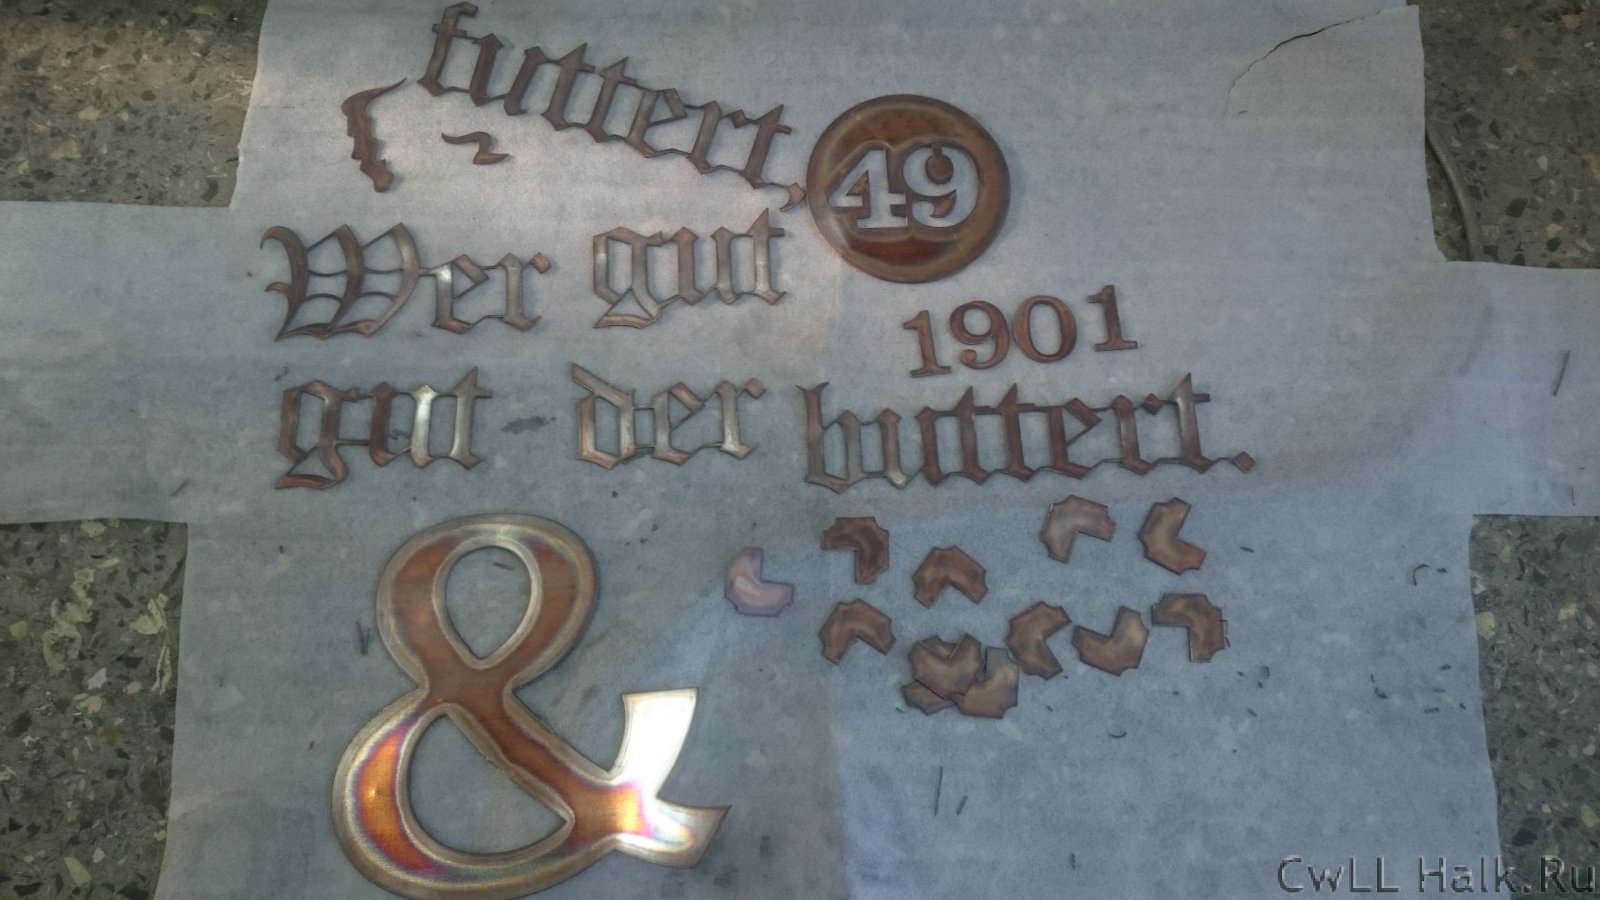 futtert,
49
Wer gut
1901
gut der buttert.
&
CwLL Halk.Ru